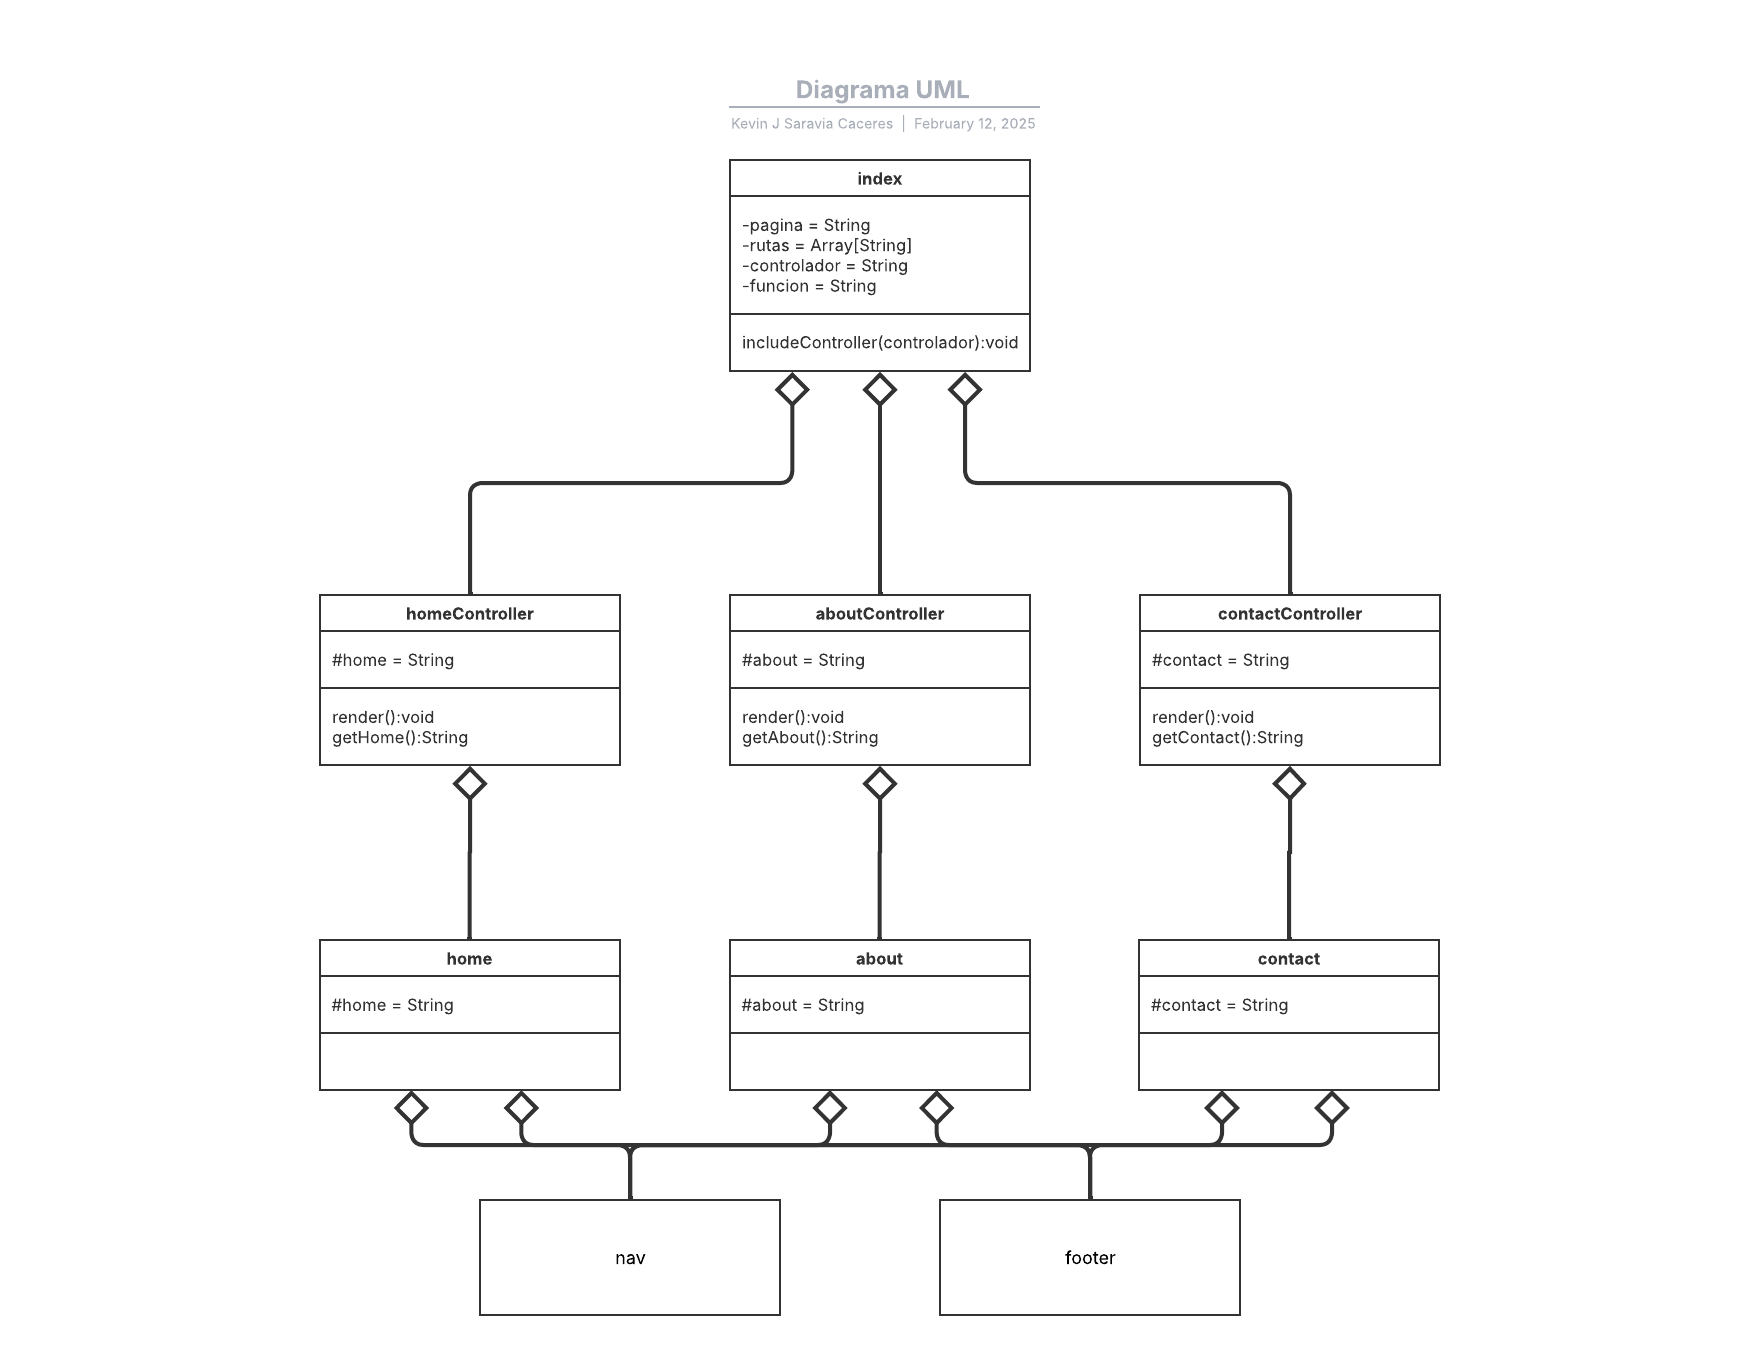 Diagrama UML
Kevin J Saravia Caceres | February 12, 2025
index
-pagina = String
-rutas = Array[String]
-controlador = String
-funcion = String
includeController(controlador):void
homeController
#home = String
render():void
getHome():String
aboutController
#about = String
render():void
getAbout():String
contactController
#contact = String
render():void
getContact():String
home
#home = String
about
#about = String
contact
#contact = String
nav
footer